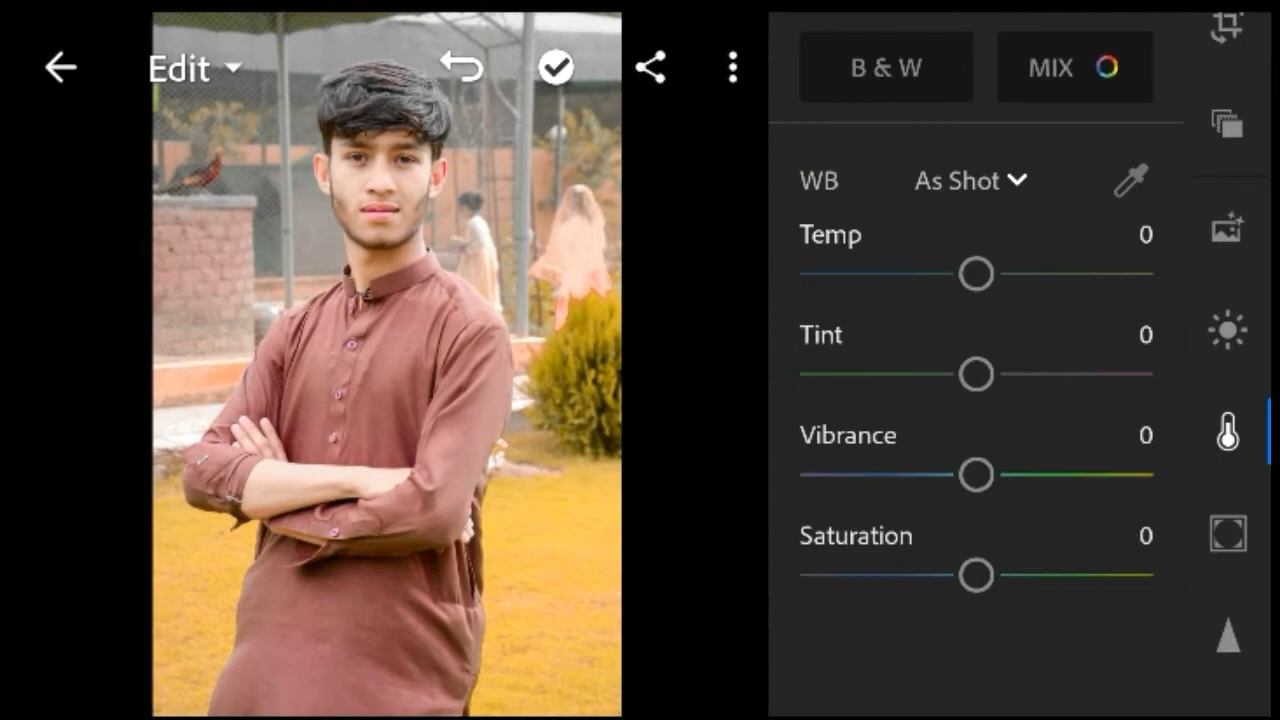 Edit
B & W
MIX
WB
As Shot
Temp
0
Tint
0
Vibrance
0
Saturation
0